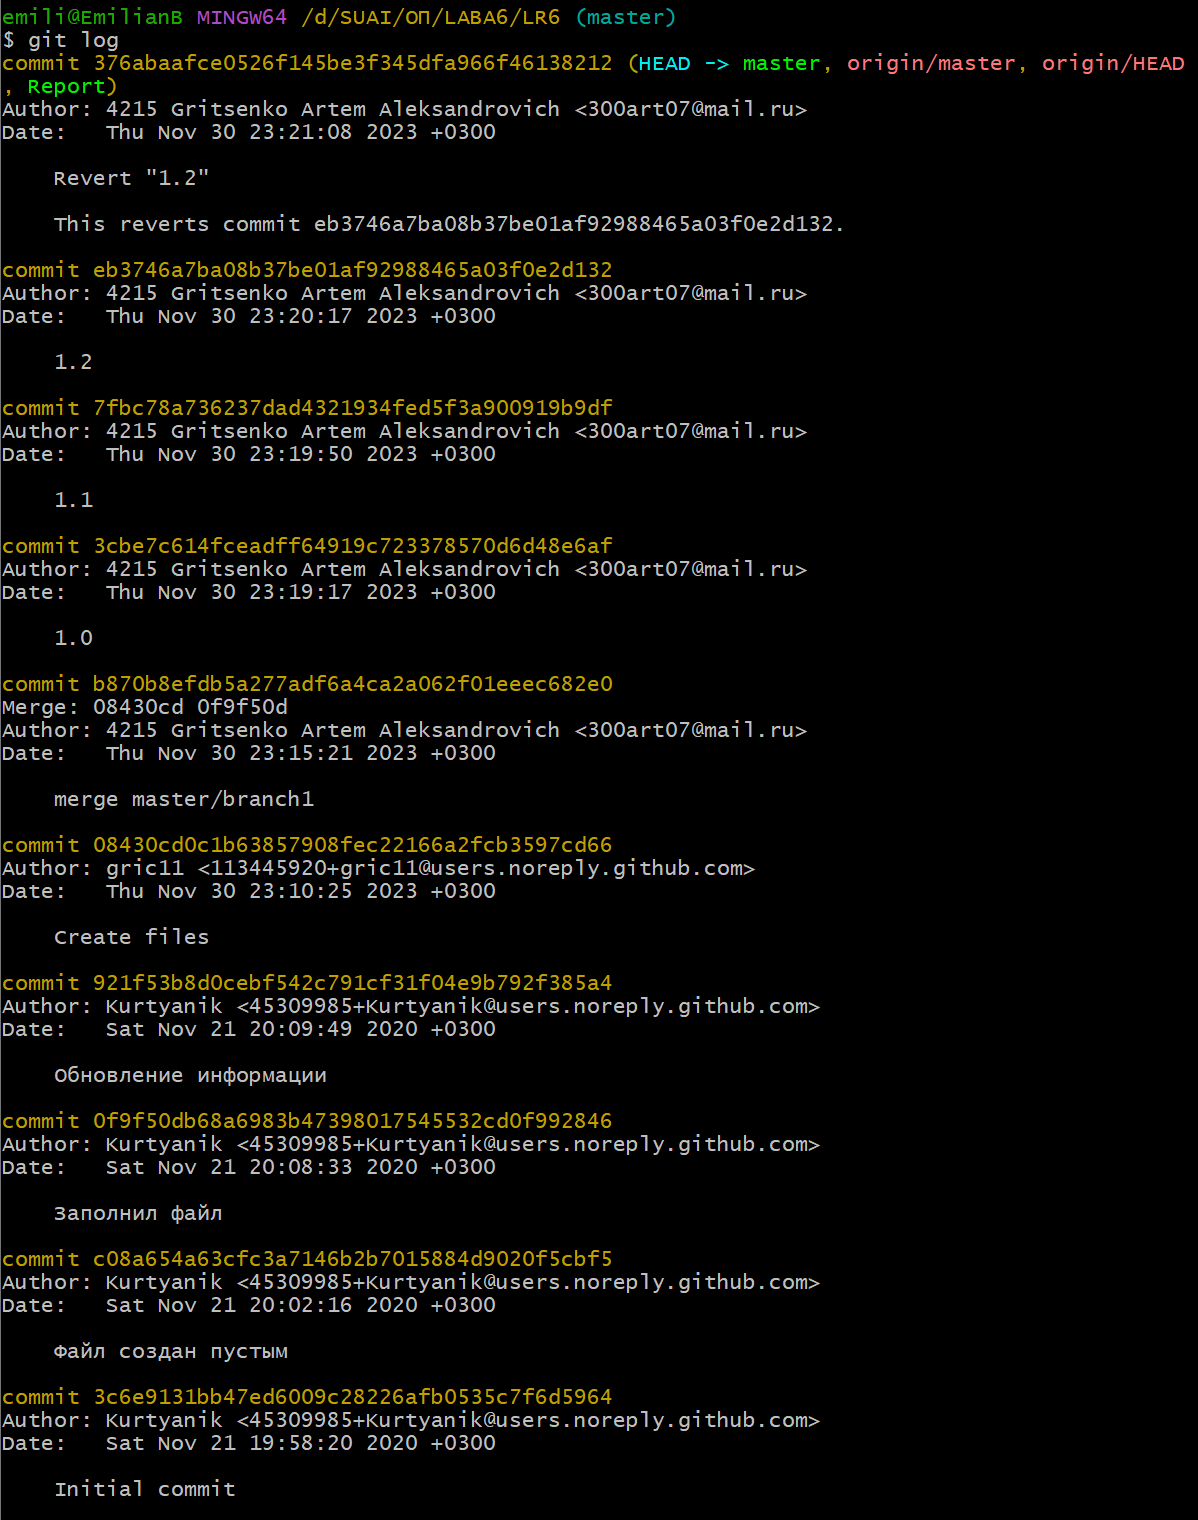 emili@EmilianB MINGW64 /d/SUAI/ОП/LABA6/LR6 (master)
$ git log
commit 376abaafce0526f145be3f345dfa966f46138212 (HEAD -> master, origin/master, origin/HEAD
, Report)
Author: 4215 Gritsenko Artem Aleksandrovich <300art07@mail.ru>
Date:   Thu Nov 30 23:21:08 2023 +0300
Revert "1.2"
This reverts commit eb3746a7ba08b37be01af92988465a03f0e2d132.
commit eb3746a7ba08b37be01af92988465a03f0e2d132
Author: 4215 Gritsenko Artem Aleksandrovich <300art07@mail.ru>
Date:   Thu Nov 30 23:20:17 2023 +0300
1.2
commit 7fbc78a736237dad4321934fed5f3a900919b9df
Author: 4215 Gritsenko Artem Aleksandrovich <300art07@mail.ru>
Date:   Thu Nov 30 23:19:50 2023 +0300
1.1
commit 3cbe7c614fceadff64919c723378570d6d48e6af
Author: 4215 Gritsenko Artem Aleksandrovich <300art07@mail.ru>
Date:   Thu Nov 30 23:19:17 2023 +0300
1.0
commit b870b8efdb5a277adf6a4ca2a062f01eeec682e0
Merge: 08430cd 0f9f50d
Author: 4215 Gritsenko Artem Aleksandrovich <300art07@mail.ru>
Date:   Thu Nov 30 23:15:21 2023 +0300
merge master/branch1
commit 08430cd0c1b63857908fec22166a2fcb3597cd66
Author: gric11 <113445920+gric11@users.noreply.github.com>
Date:   Thu Nov 30 23:10:25 2023 +0300
Create files
commit 921f53b8d0cebf542c791cf31f04e9b792f385a4
Author: Kurtyanik <45309985+Kurtyanik@users.noreply.github.com>
Date:   Sat Nov 21 20:09:49 2020 +0300
Обновление информации
commit 0f9f50db68a6983b47398017545532cd0f992846
Author: Kurtyanik <45309985+Kurtyanik@users.noreply.github.com>
Date:   Sat Nov 21 20:08:33 2020 +0300
Заполнил файл
commit c08a654a63cfc3a7146b2b7015884d9020f5cbf5
Author: Kurtyanik <45309985+Kurtyanik@users.noreply.github.com>
Date:   Sat Nov 21 20:02:16 2020 +0300
Файл создан пустым
commit 3c6e9131bb47ed6009c28226afb0535c7f6d5964
Author: Kurtyanik <45309985+Kurtyanik@users.noreply.github.com>
Date:   Sat Nov 21 19:58:20 2020 +0300
Initial commit